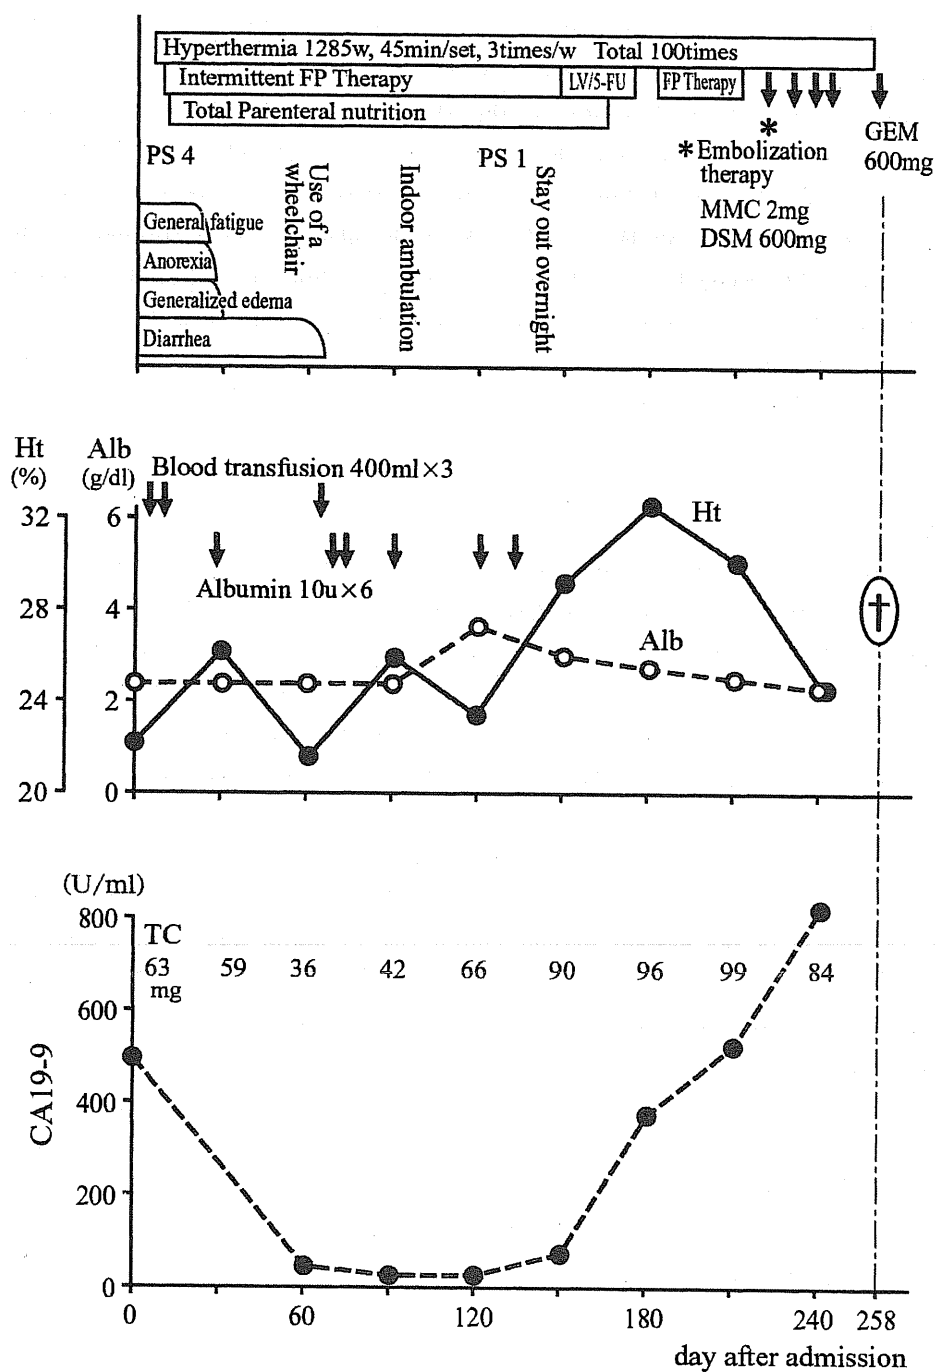 Hyperthermia 1285w, 45min/set, 3times/w Total 100times
Intermittent FP Therapy
LV/5-FU
FP Therapy
Total Parenteral nutrition
PS 4
PS 1
*
*Embolization
therapy
MMC 2mg
DSM 600mg
GEM
600mg
Use of a
wheelchair
Indoor ambulation
Stay out overnight
General fatigue
Anorexia
Generalized edema
Diarrhea
Ht
(%)
Alb
(g/dl)
Blood transfusion 400ml×3
32
28
24
20
6
4
2
0
Albumin 10u×6
Ht
Alb
†
(U/ml)
CA19-9
800
600
400
200
0
TC
63 59 36 42 66 90 96 99 84
mg
0 60 120 180 240 258
day after admission